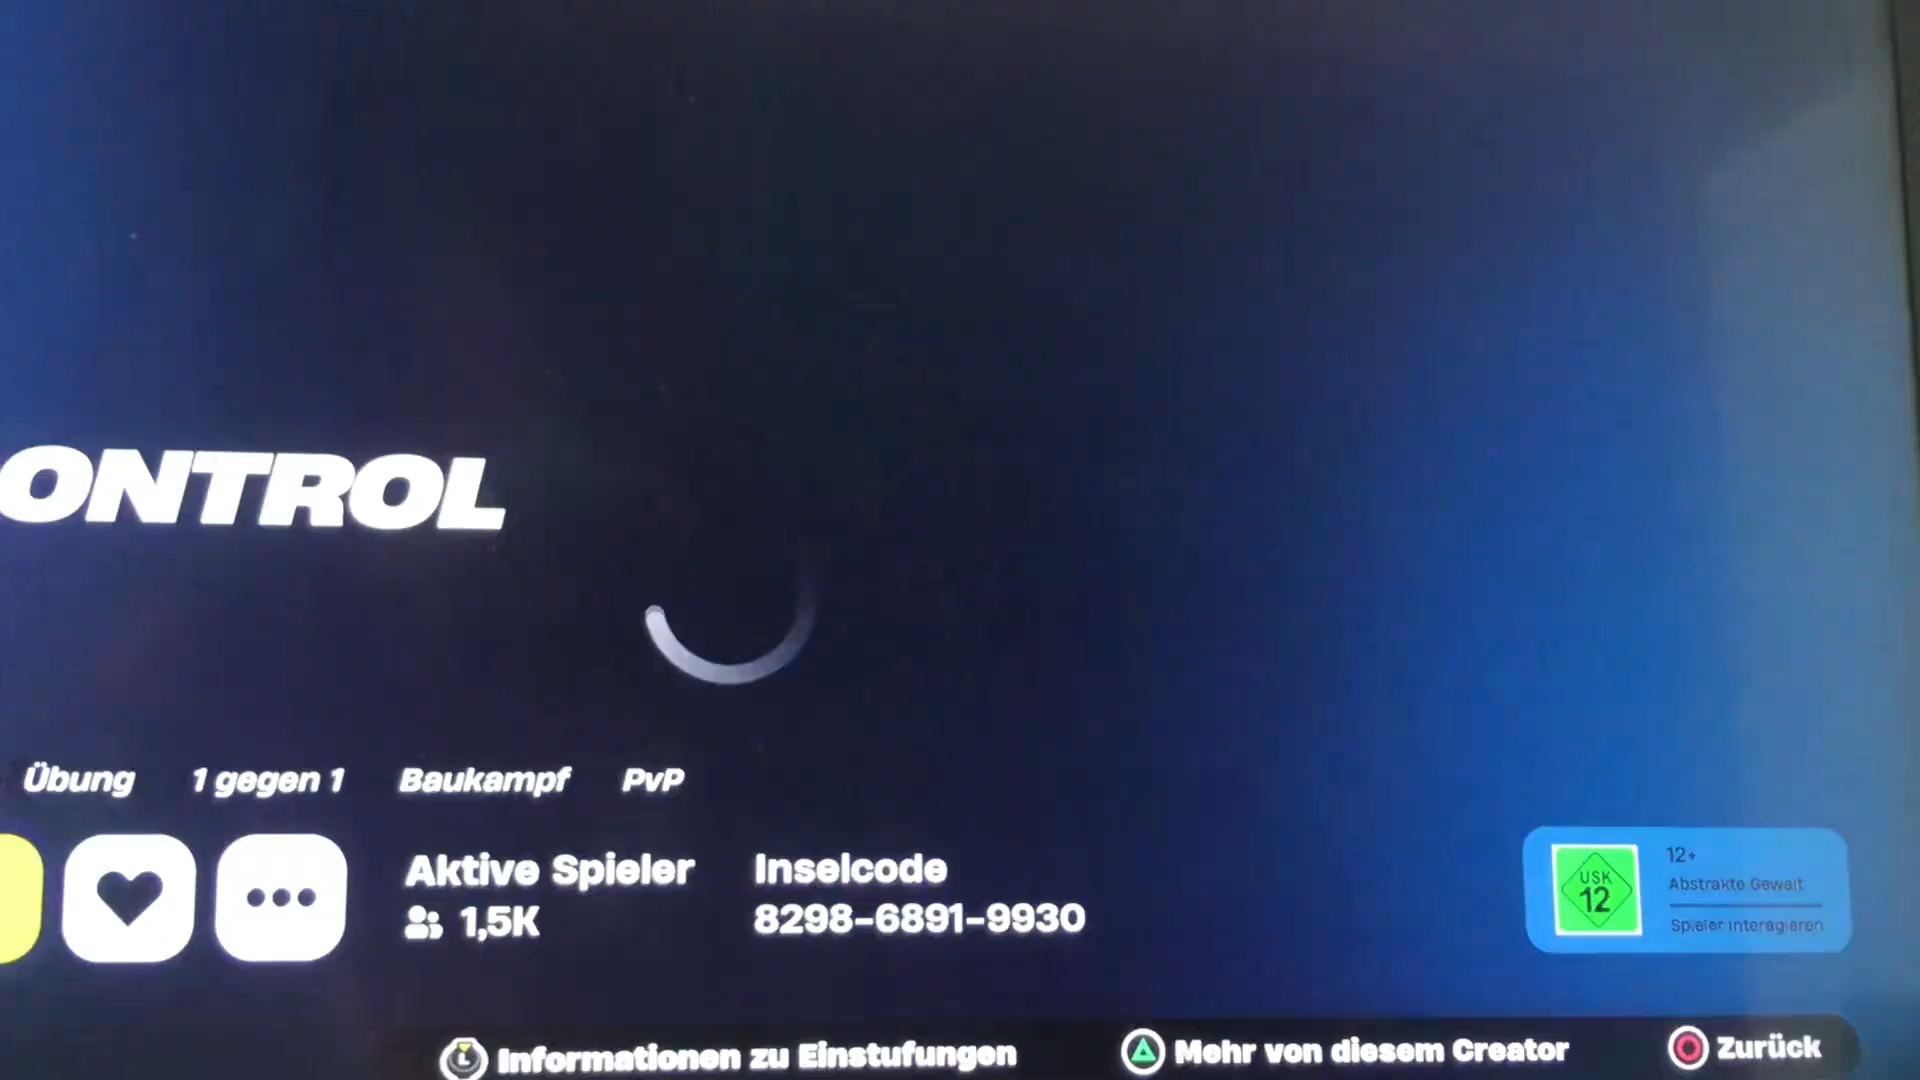 ONTROL
Übung 1 gegen 1 Baukampf PvP
Aktive Spieler
1,5K
Inselcode
8298-6891-9930
USK
12
12+
Abstrakte Gewalt
Spieler interagieren
L Informationen zu Einstufungen Mehr von diesem Creator Zurück